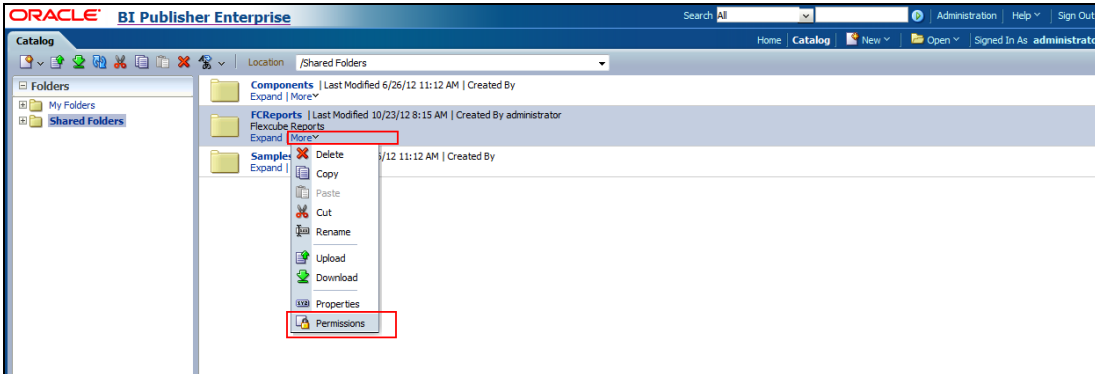 ORACLE BI Publisher Enterprise Search All Administration Help Sign Out
Catalog Home Catalog New Open Signed In As administrato
Location /Shared Folders
Folders
My Folders
Shared Folders
Components | Last Modified 6/26/12 11:12 AM | Created By
Expand | More
FCReports | Last Modified 10/23/12 8:15 AM | Created By administrator
Flexcube Reports
Expand | More
Samples /12 11:12 AM | Created By
Expand |
Delete
Copy
Paste
Cut
Rename
Upload
Download
Properties
Permissions